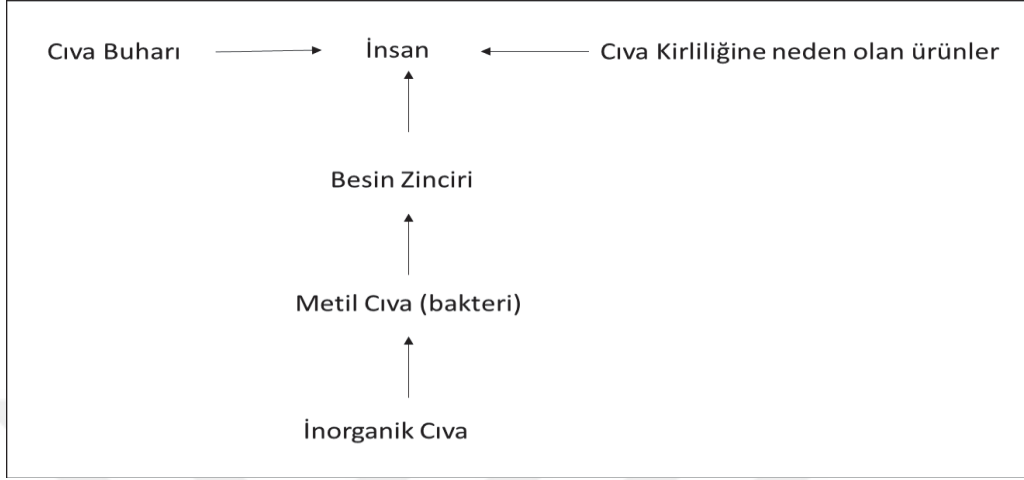 Cıva Buharı İnsan Cıva Kirliliğine neden olan ürünler
Besin Zinciri
Metil Cıva (bakteri)
İnorganik Cıva